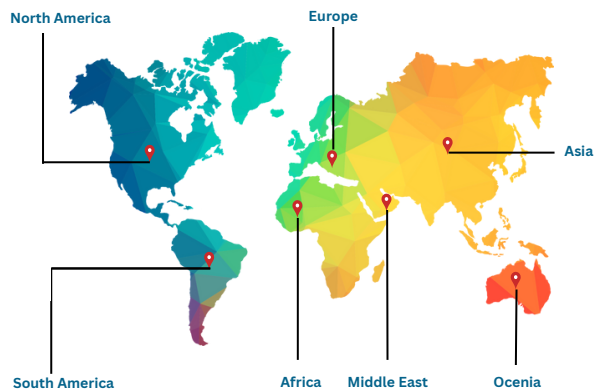 North America
Europe
Asia
South America
Africa
Middle East
Ocenia